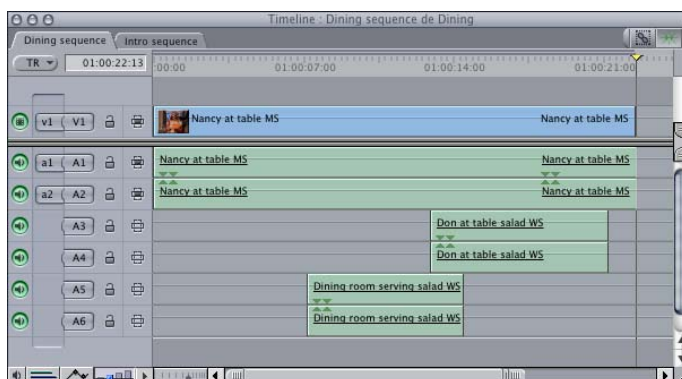 Timeline : Dining sequence de Dining
Dining sequence Intro sequence
TR 01:00:22:13 :00:00 01:00:07:00 01:00:14:00 01:00:21:00
v1 V1 Nancy at table MS Nancy at table MS
a1 A1 Nancy at table MS Nancy at table MS
a2 A2 Nancy at table MS Nancy at table MS
A3 Don at table salad WS
A4 Don at table salad WS
A5 Dining room serving salad WS
A6 Dining room serving salad WS